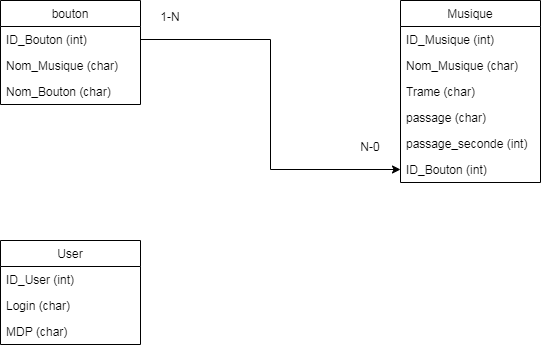 bouton
ID_Bouton (int)
Nom_Musique (char)
Nom_Bouton (char)
1-N
N-0
Musique
ID_Musique (int)
Nom_Musique (char)
Trame (char)
passage (char)
passage_seconde (int)
ID_Bouton (int)
User
ID_User (int)
Login (char)
MDP (char)